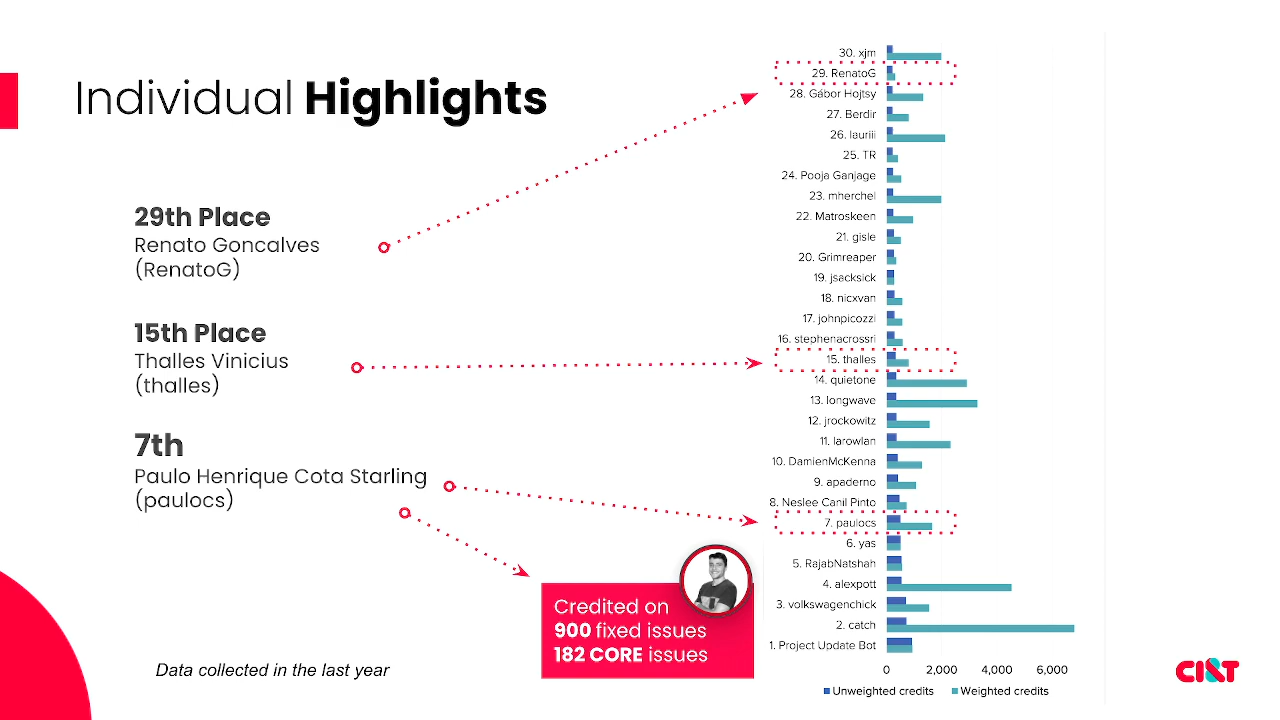 Individual Highlights
29th Place
Renato Goncalves
(RenatoG)
15th Place
Thalles Vinicius
(thalles)
7th
Paulo Henrique Cota Starling
(paulocs)
Credited on
900 fixed issues
182 CORE issues
Data collected in the last year
30. xjm
29. RenatoG
28. Gábor Hojtsy
27. Berdir
26. lauriii
25. TR
24. Pooja Ganjage
23. mherchel
22. Matroskeen
21. gisle
20. Grimreaper
19. jsacksick
18. nicxvan
17. johnpicozzi
16. stephenacrossri
15. thalles
14. quietone
13. longwave
12. jrockowitz
11. larowlan
10. DamienMcKenna
9. apaderno
8. Neslee Canil Pinto
7. paulocs
6. yas
5. RajabNatshah
4. alexpott
3. volkswagenchick
2. catch
1. Project Update Bot
0 2,000 4,000 6,000
Unweighted credits Weighted credits
CI&T